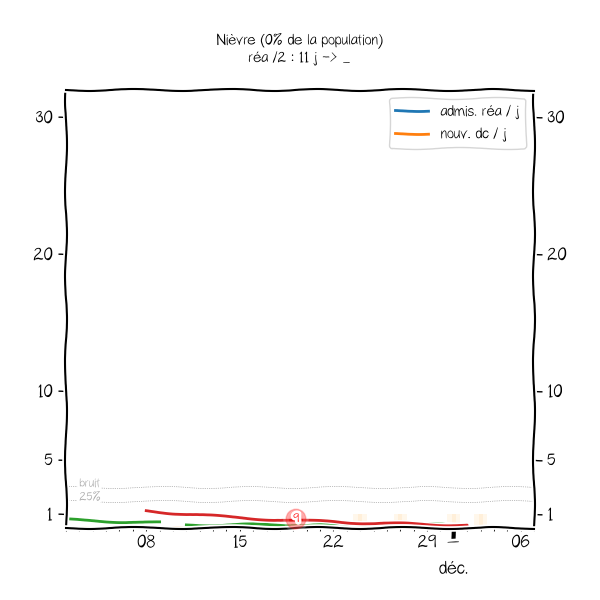 Nièvre (0% de la population)
réa /2 : 11 j -> _
admis. réa / j
nouv. dc / j
30 30
20 20
10 10
5 5
bruit
25%
1 1
9
08 15 22 29 06
déc.